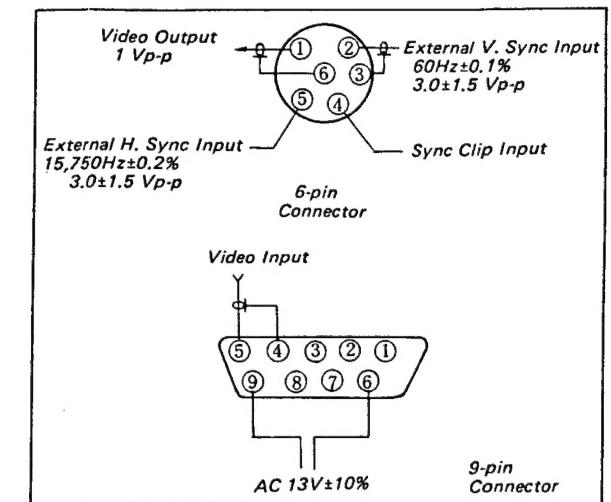 Video Output
1 Vp-p
① ②
External V. Sync Input
60Hz±0.1%
3.0±1.5 Vp-p
⑥ ③
⑤ ④
External H. Sync Input
15,750Hz±0.2%
3.0±1.5 Vp-p
Sync Clip Input
6-pin
Connector
Video Input
⑤ ④ ③ ② ①
⑨ ⑧ ⑦ ⑥
AC 13V±10%
9-pin
Connector